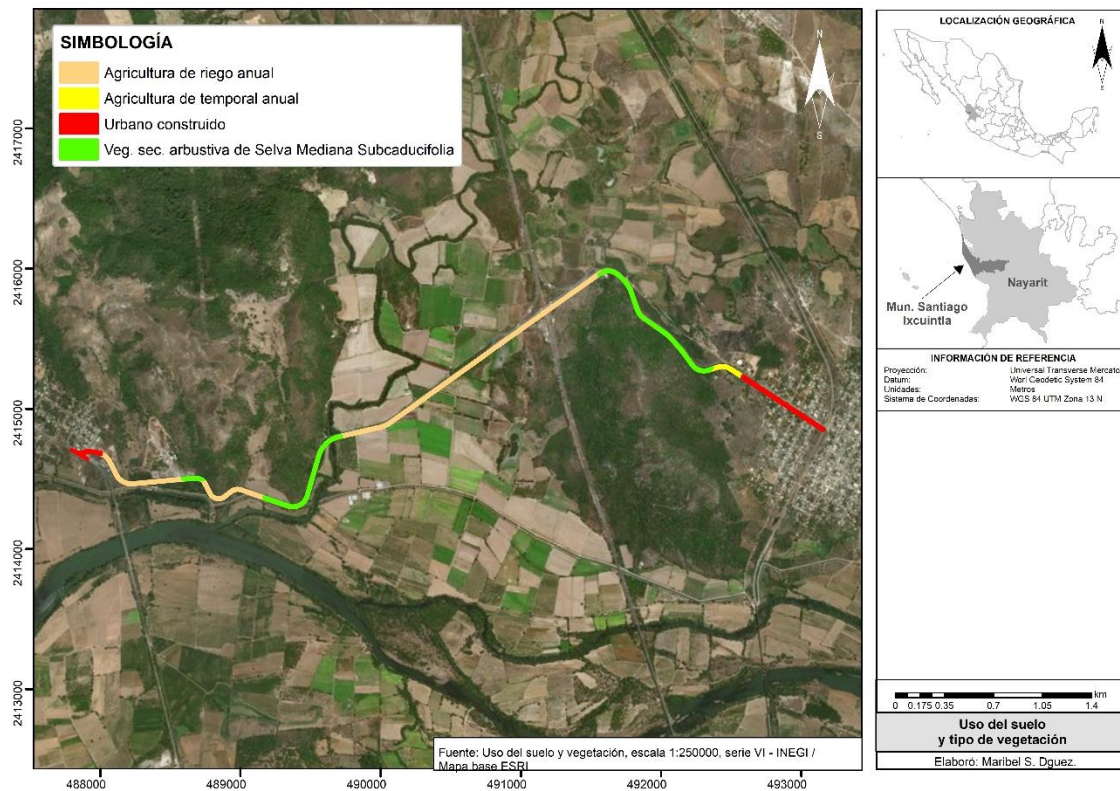 SIMBOLOGÍA
Agricultura de riego anual
Agricultura de temporal anual
Urbano construido
Veg. sec. arbustiva de Selva Mediana Subcaducifolia
N
S
2417000
2416000
2415000
2414000
2413000
488000
489000
490000
491000
492000
493000
Fuente: Uso del suelo y vegetación, escala 1:250000, serie VI - INEGI /
Mapa base ESRI
LOCALIZACIÓN GEOGRÁFICA
N
S
Nayarit
Mun. Santiago
Ixcuintla
INFORMACIÓN DE REFERENCIA
Proyección: Universal Transverse Mercato
Datum: Worl Geodetic System 84
Unidades: Metros
Sistema de Coordenadas: WGS 84 UTM Zona 13 N
km
0 0.175 0.35 0.7 1.05 1.4
Uso del suelo
y tipo de vegetación
Elaboró: Maribel S. Dguez.